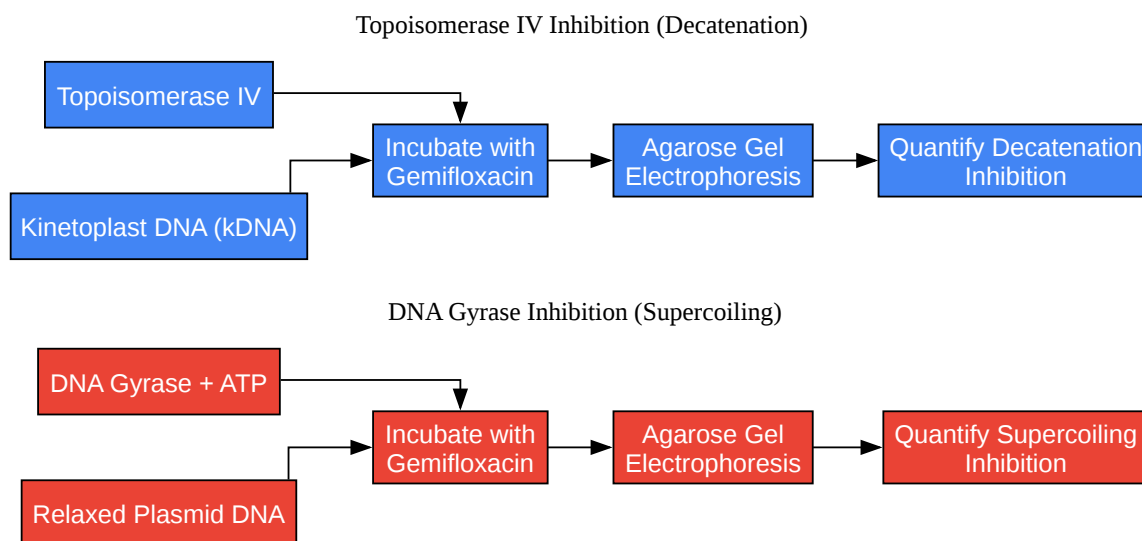 Topoisomerase IV Inhibition (Decatenation)
Topoisomerase IV
Kinetoplast DNA (kDNA)
Incubate with
Gemifloxacin
Agarose Gel
Electrophoresis
Quantify Decatenation
Inhibition
DNA Gyrase Inhibition (Supercoiling)
DNA Gyrase + ATP
Relaxed Plasmid DNA
Incubate with
Gemifloxacin
Agarose Gel
Electrophoresis
Quantify Supercoiling
Inhibition